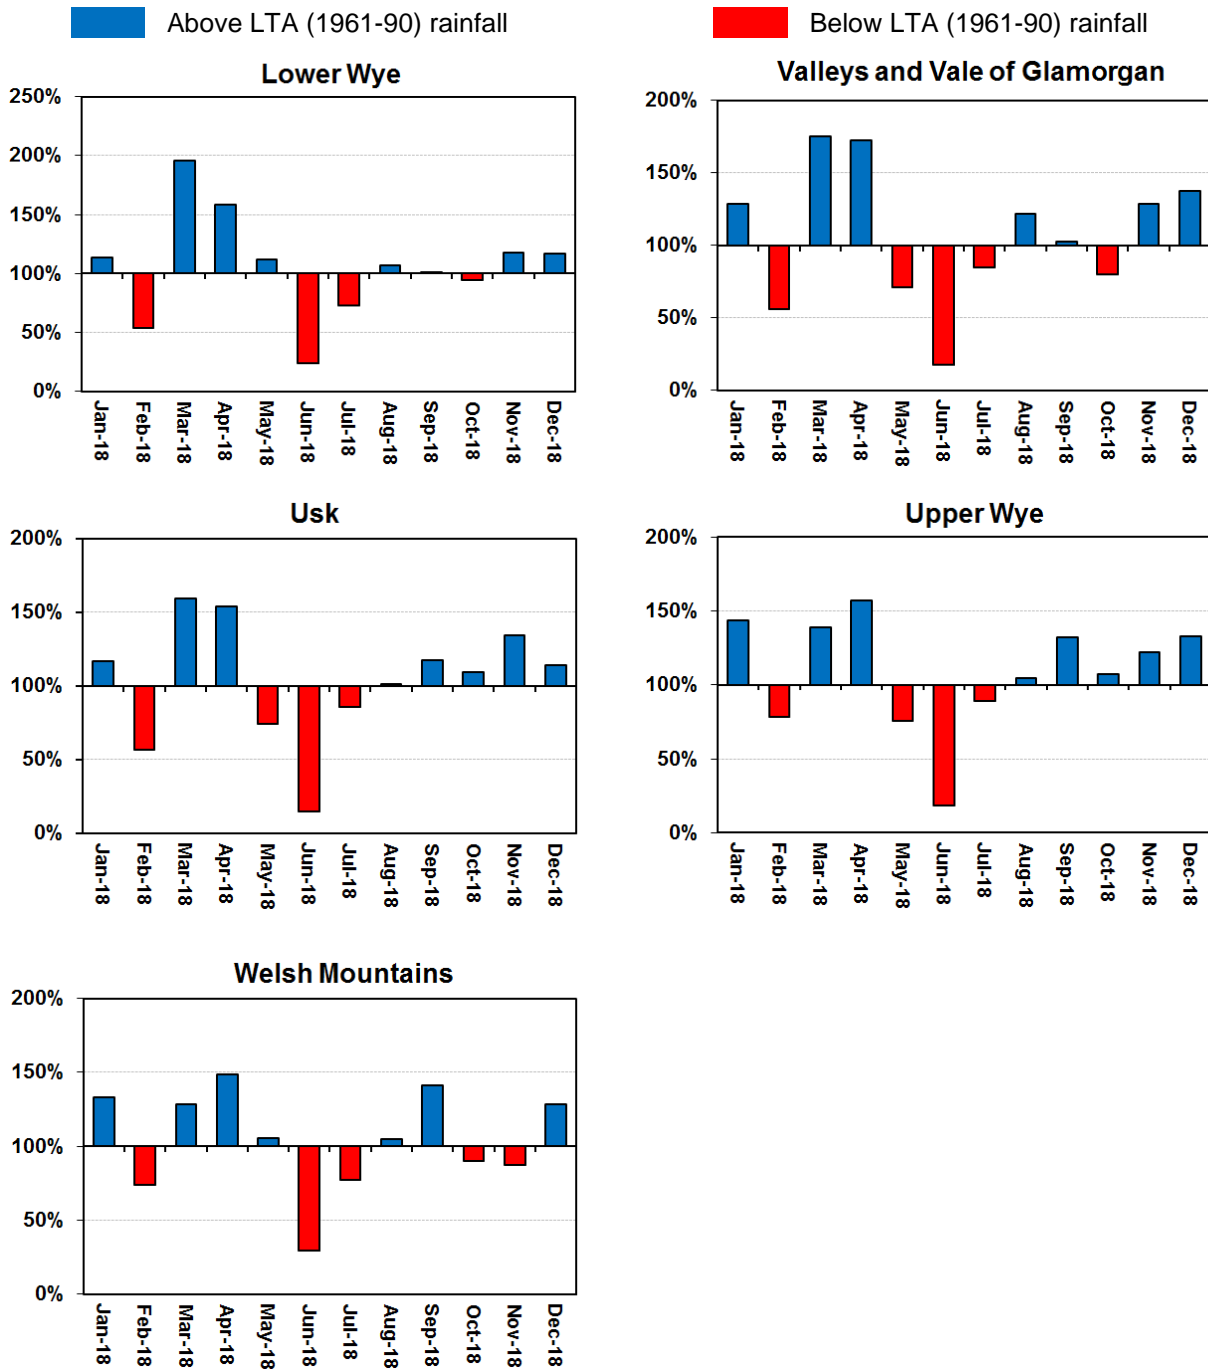 Above LTA (1961-90) rainfall
Below LTA (1961-90) rainfall
Lower Wye
250%
200%
150%
100%
50%
0%
Jan-18
Feb-18
Mar-18
Apr-18
May-18
Jun-18
Jul-18
Aug-18
Sep-18
Oct-18
Nov-18
Dec-18
Valleys and Vale of Glamorgan
200%
150%
100%
50%
0%
Jan-18
Feb-18
Mar-18
Apr-18
May-18
Jun-18
Jul-18
Aug-18
Sep-18
Oct-18
Nov-18
Dec-18
Usk
200%
150%
100%
50%
0%
Jan-18
Feb-18
Mar-18
Apr-18
May-18
Jun-18
Jul-18
Aug-18
Sep-18
Oct-18
Nov-18
Dec-18
Upper Wye
200%
150%
100%
50%
0%
Jan-18
Feb-18
Mar-18
Apr-18
May-18
Jun-18
Jul-18
Aug-18
Sep-18
Oct-18
Nov-18
Dec-18
Welsh Mountains
200%
150%
100%
50%
0%
Jan-18
Feb-18
Mar-18
Apr-18
May-18
Jun-18
Jul-18
Aug-18
Sep-18
Oct-18
Nov-18
Dec-18